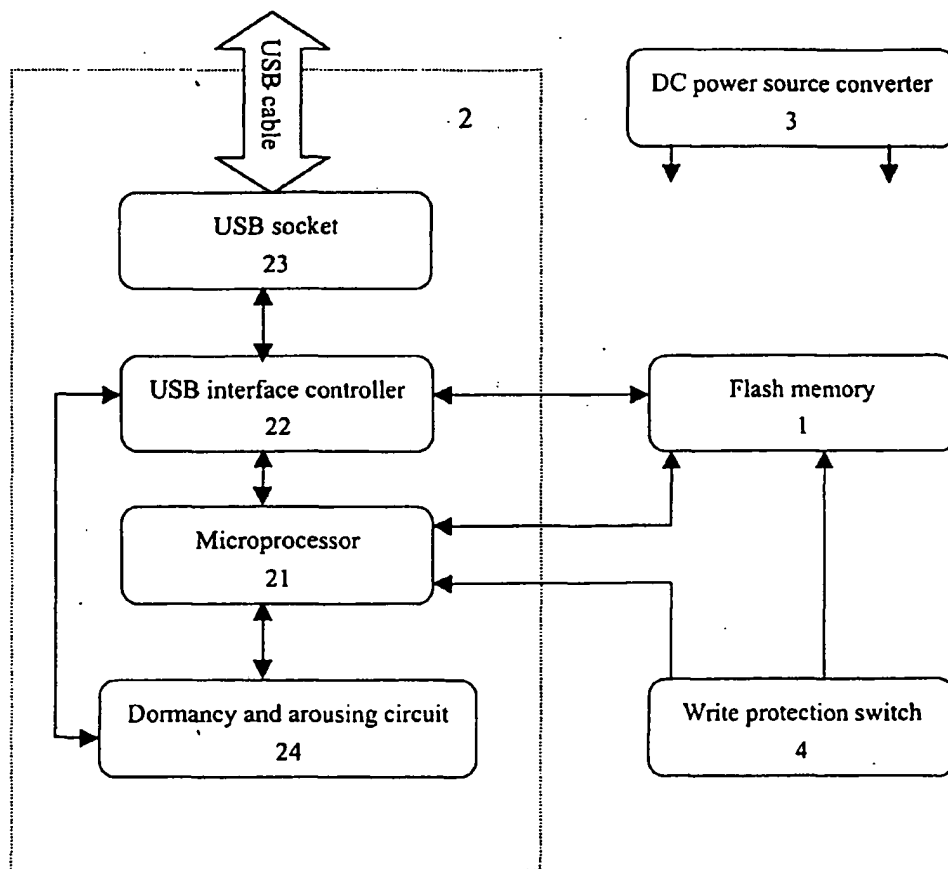 USB cable
2
DC power source converter
3
USB socket
23
USB interface controller
22
Flash memory
1
Microprocessor
21
Dormancy and arousing circuit
24
Write protection switch
4